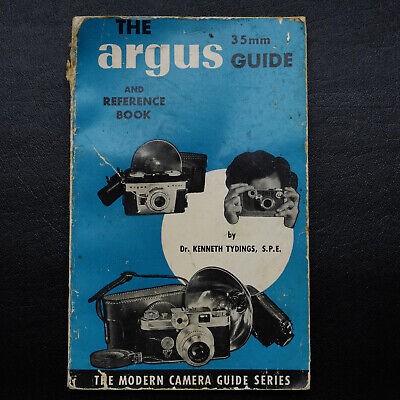 THE
argus 35mm
GUIDE
AND
REFERENCE
BOOK
by
Dr. KENNETH TYDINGS, S.P.E.
THE MODERN CAMERA GUIDE SERIES